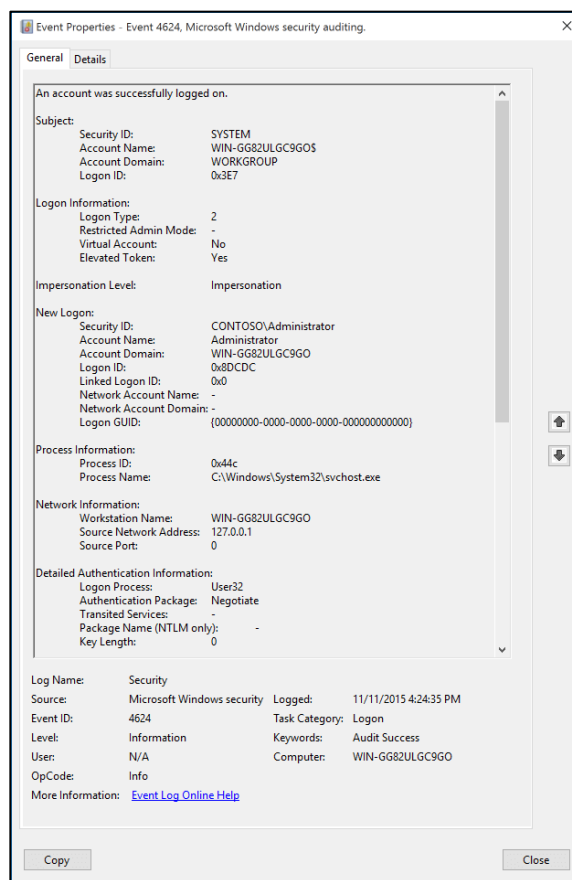 Event Properties - Event 4624, Microsoft Windows security auditing.
General Details
An account was successfully logged on.
Subject:
Security ID: SYSTEM
Account Name: WIN-GG82ULGC9GO$
Account Domain: WORKGROUP
Logon ID: 0x3E7
Logon Information:
Logon Type: 2
Restricted Admin Mode: -
Virtual Account: No
Elevated Token: Yes
Impersonation Level: Impersonation
New Logon:
Security ID: CONTOSO\Administrator
Account Name: Administrator
Account Domain: WIN-GG82ULGC9GO
Logon ID: 0x8DCDC
Linked Logon ID: 0x0
Network Account Name: -
Network Account Domain: -
Logon GUID: {00000000-0000-0000-0000-000000000000}
Process Information:
Process ID: 0x44c
Process Name: C:\Windows\System32\svchost.exe
Network Information:
Workstation Name: WIN-GG82ULGC9GO
Source Network Address: 127.0.0.1
Source Port: 0
Detailed Authentication Information:
Logon Process: User32
Authentication Package: Negotiate
Transited Services: -
Package Name (NTLM only): -
Key Length: 0
Log Name: Security
Source: Microsoft Windows security Logged: 11/11/2015 4:24:35 PM
Event ID: 4624 Task Category: Logon
Level: Information Keywords: Audit Success
User: N/A Computer: WIN-GG82ULGC9GO
OpCode: Info
More Information: Event Log Online Help
Copy Close